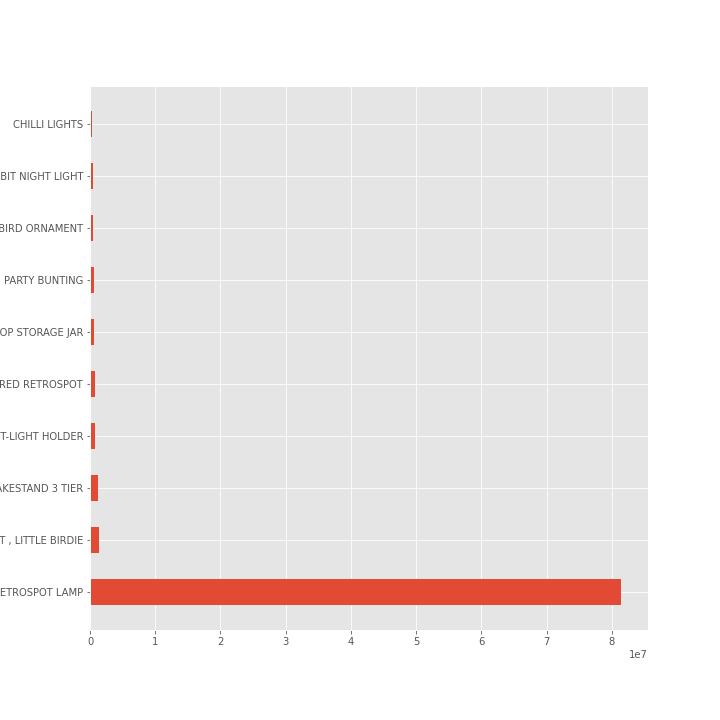 CHILLI LIGHTS
BIT NIGHT LIGHT
BIRD ORNAMENT
PARTY BUNTING
OP STORAGE JAR
RED RETROSPOT
T-LIGHT HOLDER
AKESTAND 3 TIER
T , LITTLE BIRDIE
ETROSPOT LAMP
0 1 2 3 4 5 6 7 8
1e7